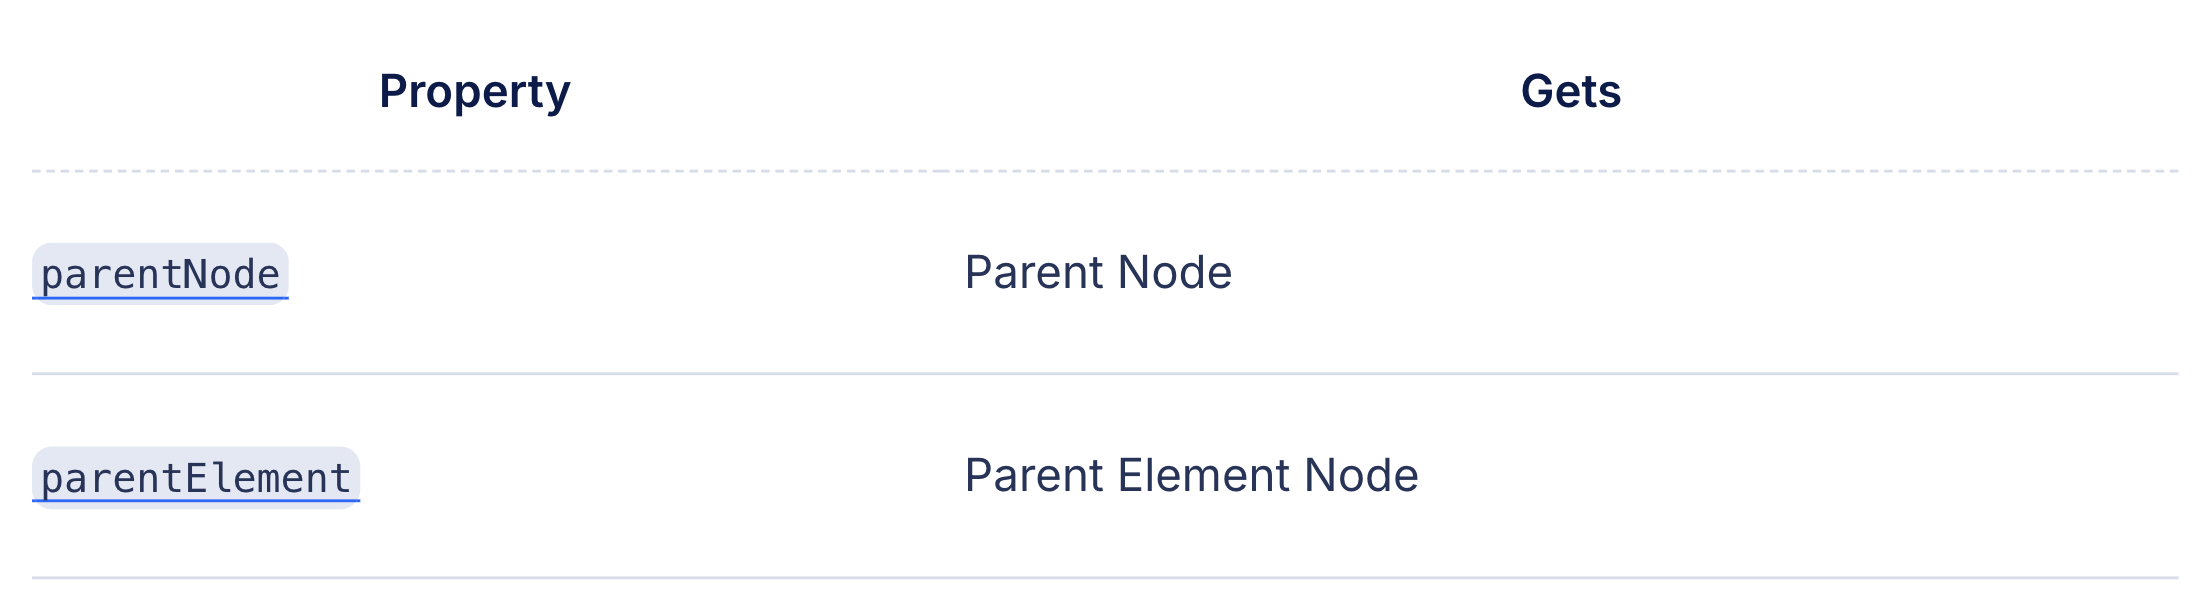 Property Gets
parentNode Parent Node
parentElement Parent Element Node